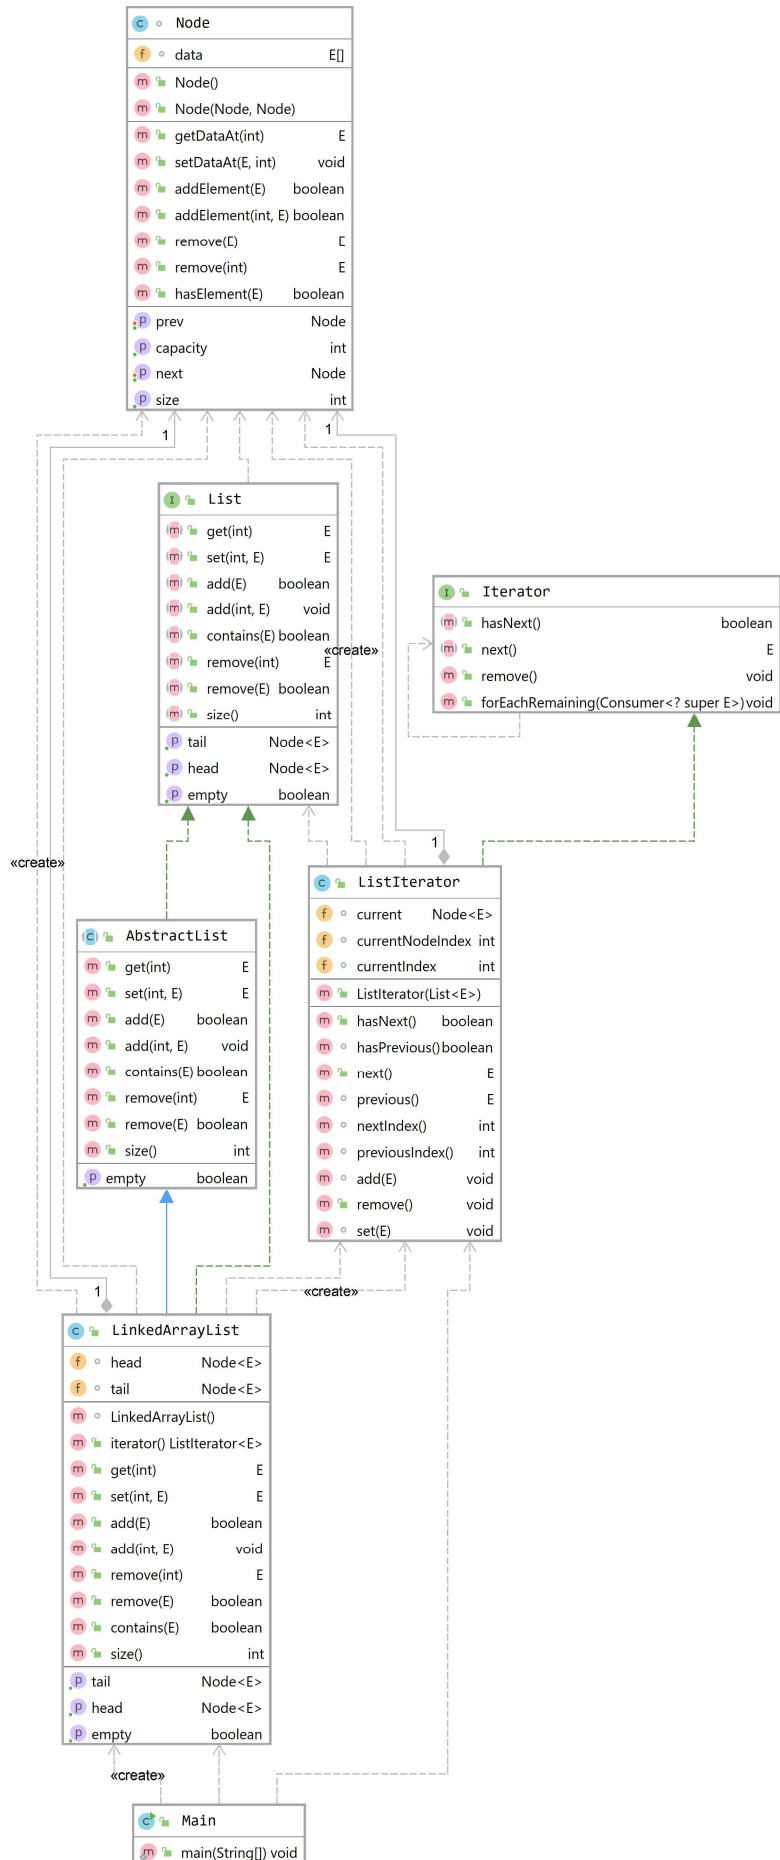 Node
data E[]
Node()
Node(Node, Node)
getDataAt(int) E
setDataAt(E, int) void
addElement(E) boolean
addElement(int, E) boolean
remove(E) E
remove(int) E
hasElement(E) boolean
prev Node
capacity int
next Node
size int
1
1
List
get(int) E
set(int, E) E
add(E) boolean
add(int, E) void
contains(E) boolean
remove(int) E
remove(E) boolean
size() int
tail Node<E>
head Node<E>
empty boolean
«create»
Iterator
hasNext() boolean
next() E
remove() void
forEachRemaining(Consumer<? super E>) void
1
«create»
ListIterator
current Node<E>
currentNodeIndex int
currentIndex int
ListIterator(List<E>)
hasNext() boolean
hasPrevious() boolean
next() E
previous() E
nextIndex() int
previousIndex() int
add(E) void
remove() void
set(E) void
AbstractList
get(int) E
set(int, E) E
add(E) boolean
add(int, E) void
contains(E) boolean
remove(int) E
remove(E) boolean
size() int
empty boolean
1
«create»
LinkedArrayList
head Node<E>
tail Node<E>
LinkedArrayList()
iterator() ListIterator<E>
get(int) E
set(int, E) E
add(E) boolean
add(int, E) void
remove(int) E
remove(E) boolean
contains(E) boolean
size() int
tail Node<E>
head Node<E>
empty boolean
«create»
Main
main(String[]) void